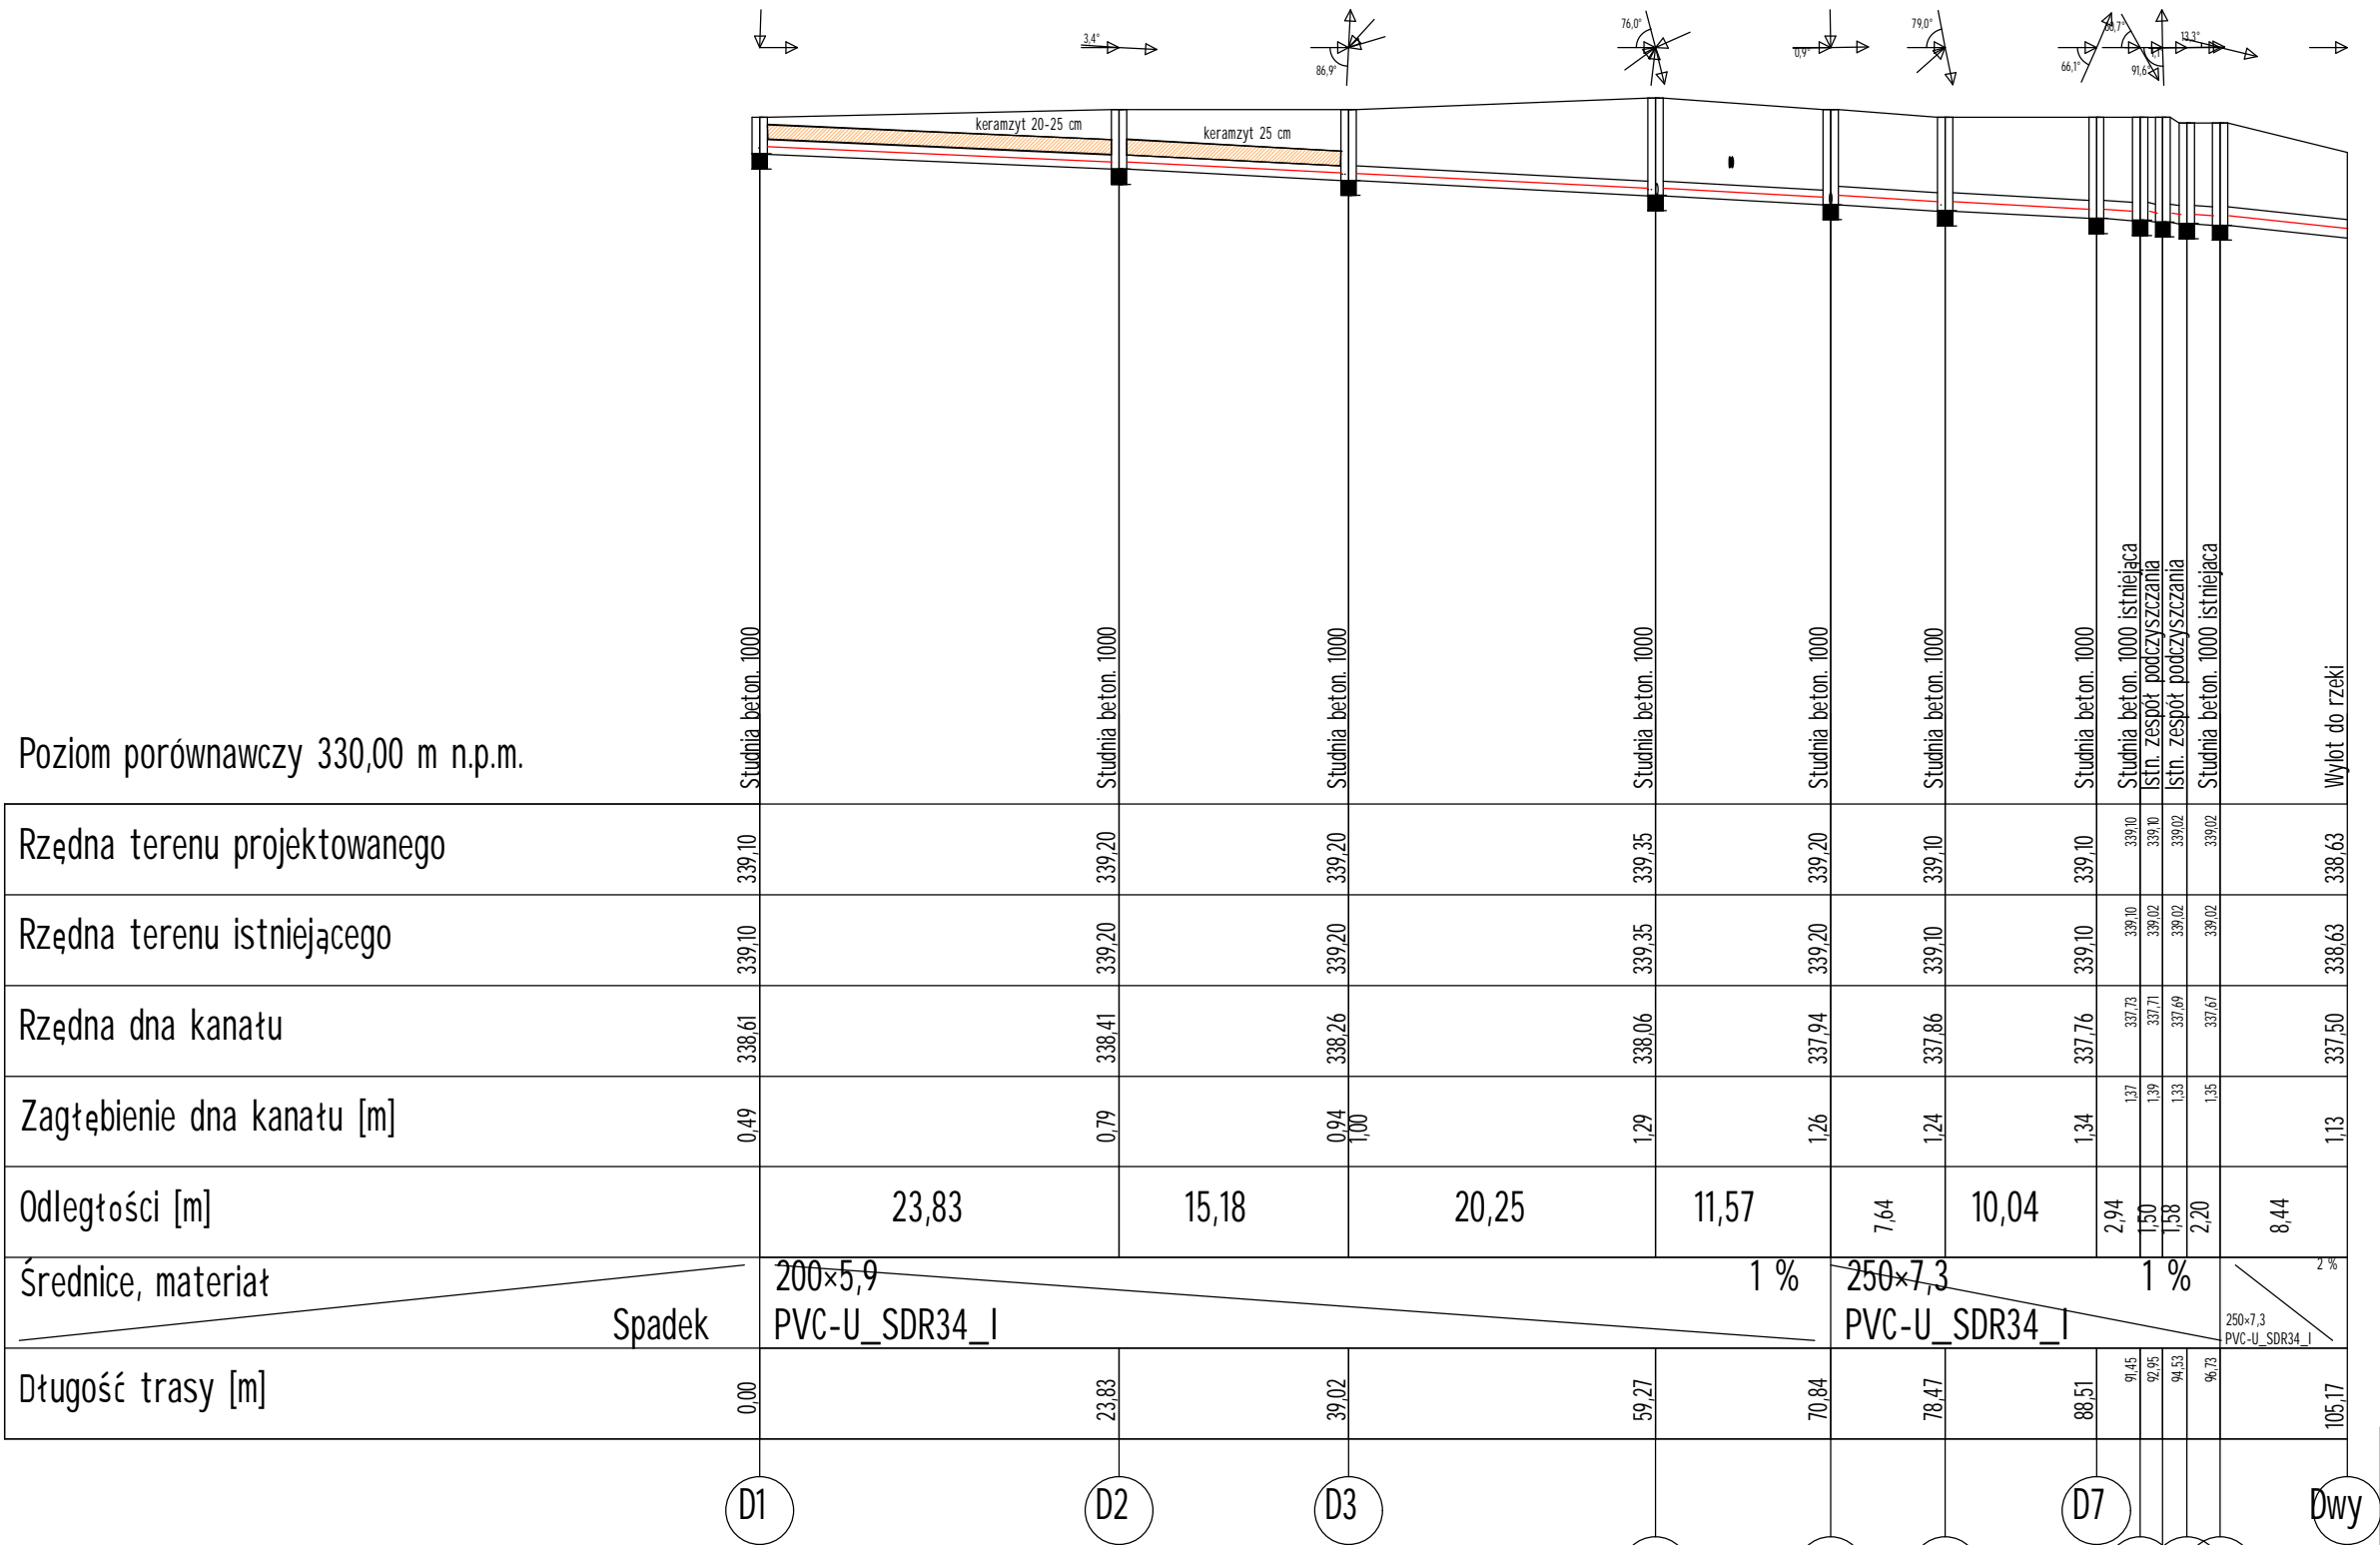 76,0°
79,0°
3,4°
86,9°
0,9°
66,1°
91,6°
13,3°
keramzyt 20-25 cm
keramzyt 25 cm
Studnia beton. 1000
Studnia beton. 1000
Studnia beton. 1000
Studnia beton. 1000
Studnia beton. 1000
Studnia beton. 1000
Studnia beton. 1000
Studnia beton. 1000 istniejąca
Istn. zespół podczyszczania
Istn. zespół podczyszczania
Studnia beton. 1000 istniejaca
Wylot do rzeki
Poziom porównawczy 330,00 m n.p.m.
Rzędna terenu projektowanego
339,10 339,20 339,20 339,35 339,20 339,10 339,10 339,10 339,10 339,02 339,02 338,63
Rzędna terenu istniejącego
339,10 339,20 339,20 339,35 339,20 339,10 339,10 339,10 339,02 339,02 339,02 338,63
Rzędna dna kanału
338,61 338,41 338,26 338,06 337,94 337,86 337,76 337,73 337,71 337,69 337,67 337,50
Zagłębienie dna kanału [m]
0,49 0,79 0,94 1,00 1,29 1,26 1,24 1,34 1,37 1,39 1,33 1,35 1,13
Odległości [m]
23,83 15,18 20,25 11,57 7,64 10,04 2,94 1,50 1,58 2,20 8,44
Średnice, materiał
Spadek
200×5,9 1 %
PVC-U_SDR34_I
250×7,3 1 %
PVC-U_SDR34_I
2 %
250×7,3
PVC-U_SDR34_I
Długość trasy [m]
0,00 23,83 39,02 59,27 70,84 78,47 88,51 91,45 92,95 94,53 96,73 105,17
D1 D2 D3 D7 Dwy